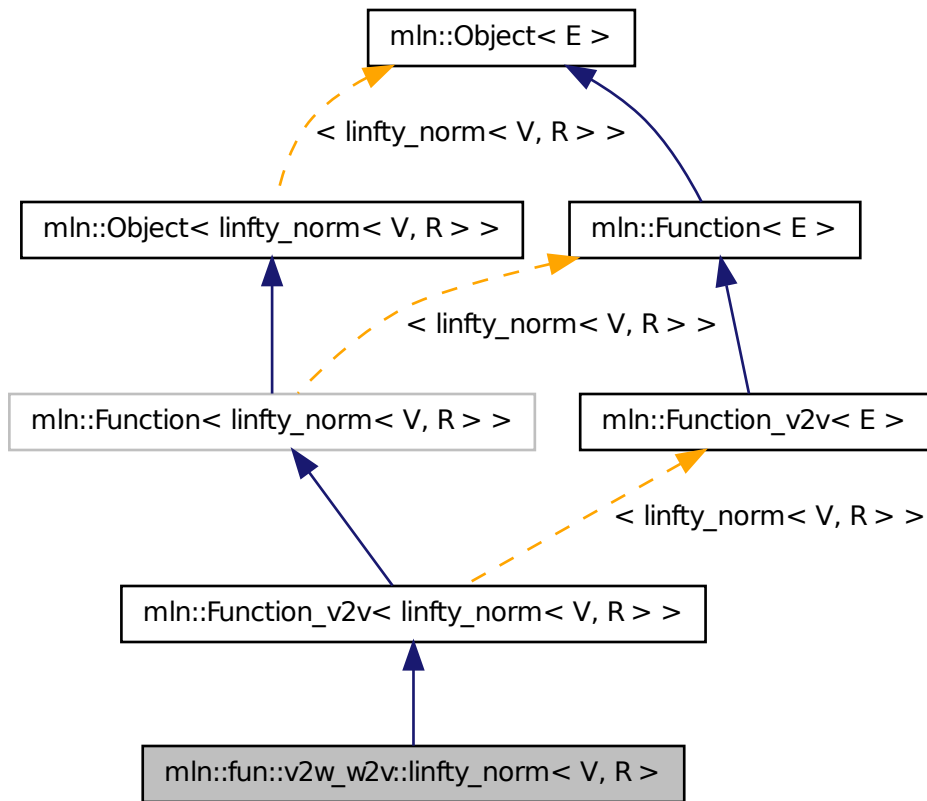 mln::Object< E >
< linfty_norm< V, R > >
mln::Object< linfty_norm< V, R > >
mln::Function< E >
< linfty_norm< V, R > >
mln::Function< linfty_norm< V, R > >
mln::Function_v2v< E >
< linfty_norm< V, R > >
mln::Function_v2v< linfty_norm< V, R > >
mln::fun::v2w_w2v::linfty_norm< V, R >